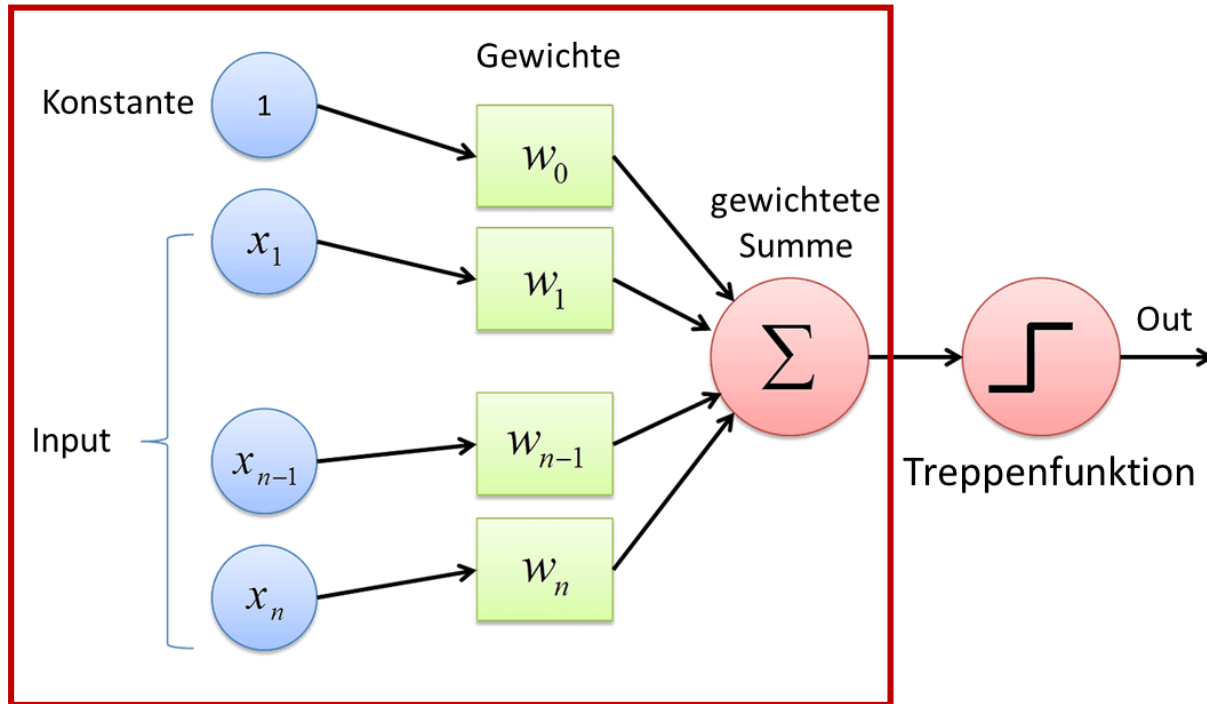 Gewichte
Konstante
1
w₀
x₁
w₁
gewichtete
Summe
Σ
Out
Input
xₙ₋₁
wₙ₋₁
Treppenfunktion
xₙ
wₙ